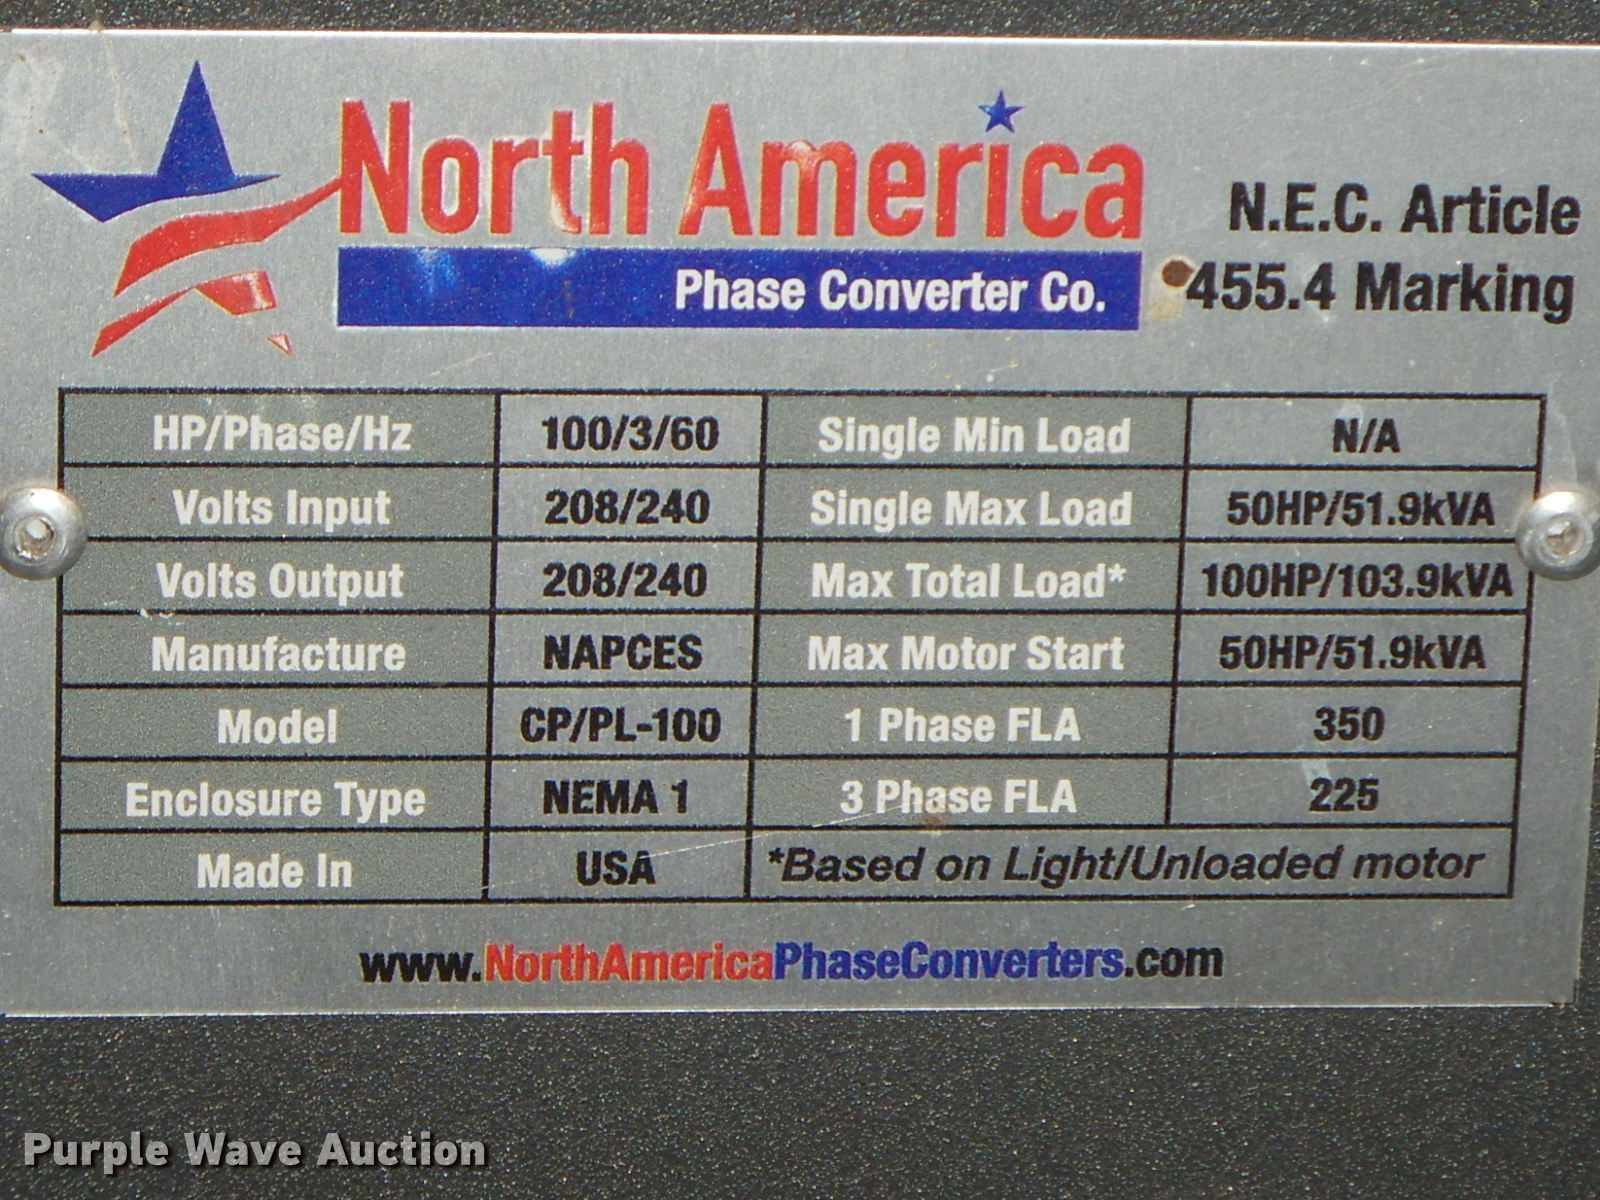 North America
Phase Converter Co.
N.E.C. Article
455.4 Marking
HP/Phase/Hz 100/3/60 Single Min Load N/A
Volts Input 208/240 Single Max Load 50HP/51.9kVA
Volts Output 208/240 Max Total Load* 100HP/103.9kVA
Manufacture NAPCES Max Motor Start 50HP/51.9kVA
Model CP/PL-100 1 Phase FLA 350
Enclosure Type NEMA 1 3 Phase FLA 225
Made In USA *Based on Light/Unloaded motor
www.NorthAmericaPhaseConverters.com
Purple Wave Auction